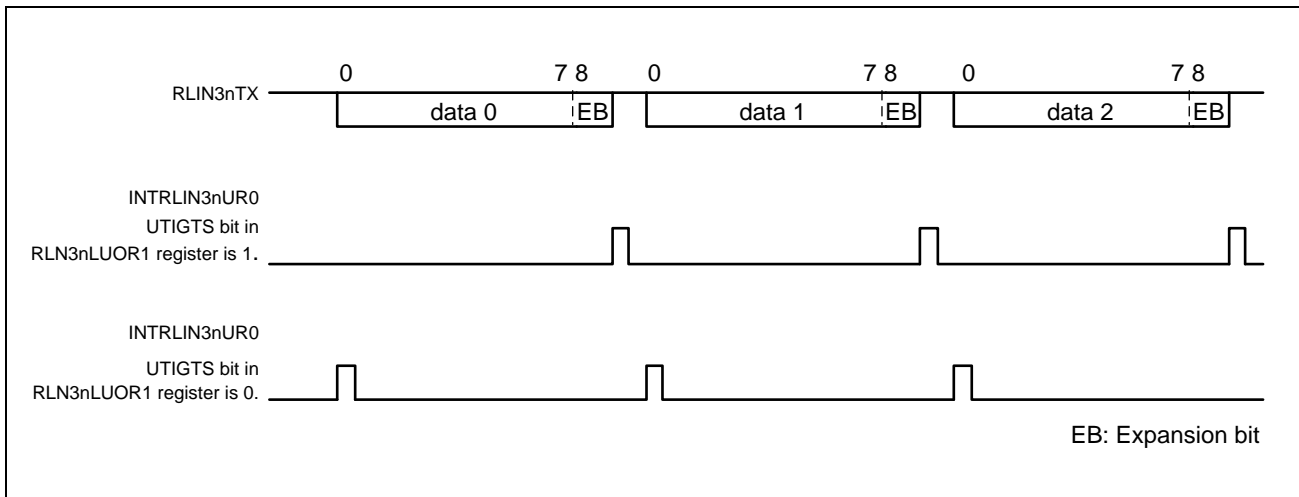 0 7 8 0 7 8 0 7 8
RLIN3nTX
data 0 EB data 1 EB data 2 EB
INTRLIN3nUR0
UTIGTS bit in
RLN3nLUOR1 register is 1.
INTRLIN3nUR0
UTIGTS bit in
RLN3nLUOR1 register is 0.
EB: Expansion bit